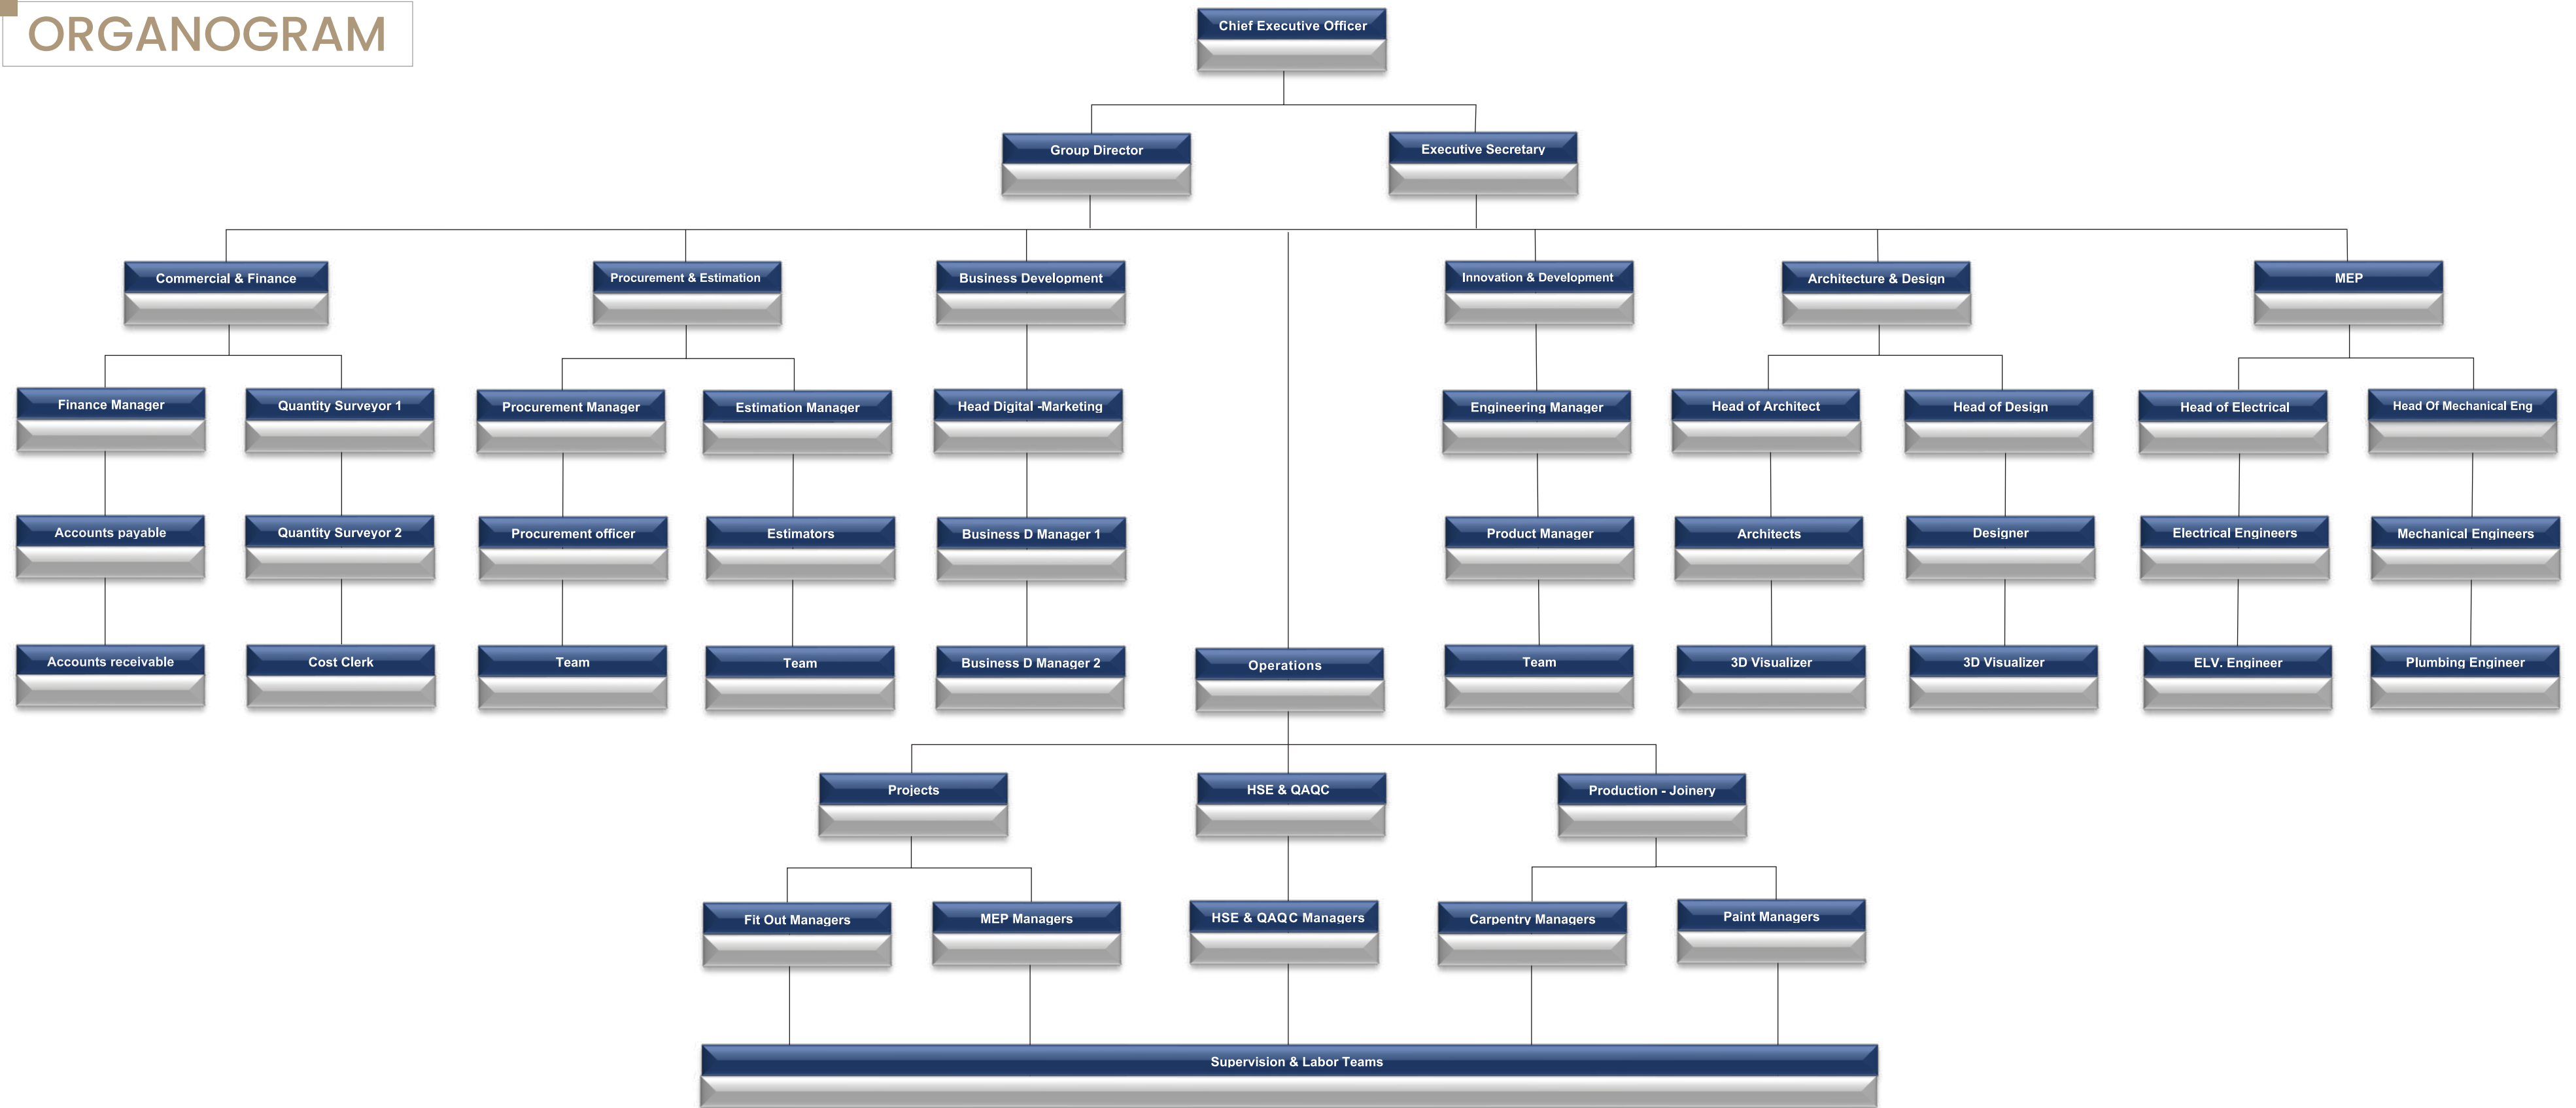 ORGANOGRAM
Chief Executive Officer
Group Director
Executive Secretary
Commercial & Finance
Procurement & Estimation
Business Development
Innovation & Development
Architecture & Design
MEP
Finance Manager
Quantity Surveyor 1
Procurement Manager
Estimation Manager
Head Digital -Marketing
Engineering Manager
Head of Architect
Head of Design
Head of Electrical
Head Of Mechanical Eng
Accounts payable
Quantity Surveyor 2
Procurement officer
Estimators
Business D Manager 1
Product Manager
Architects
Designer
Electrical Engineers
Mechanical Engineers
Accounts receivable
Cost Clerk
Team
Team
Business D Manager 2
Operations
Team
3D Visualizer
3D Visualizer
ELV. Engineer
Plumbing Engineer
Projects
HSE & QAQC
Production - Joinery
Fit Out Managers
MEP Managers
HSE & QAQC Managers
Carpentry Managers
Paint Managers
Supervision & Labor Teams